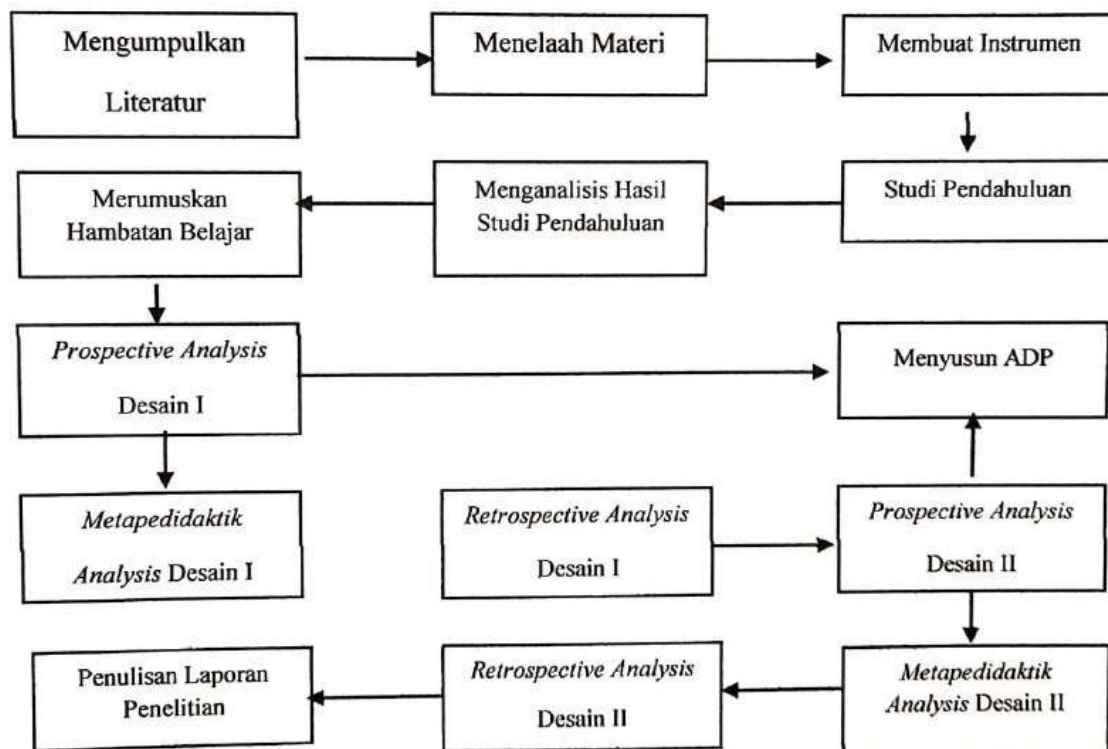 Mengumpulkan
Literatur
Menelaah Materi
Membuat Instrumen
Merumuskan
Hambatan Belajar
Menganalisis Hasil
Studi Pendahuluan
Studi Pendahuluan
Prospective Analysis
Desain I
Menyusun ADP
Metapedidaktik
Analysis Desain I
Retrospective Analysis
Desain I
Prospective Analysis
Desain II
Penulisan Laporan
Penelitian
Retrospective Analysis
Desain II
Metapedidaktik
Analysis Desain II